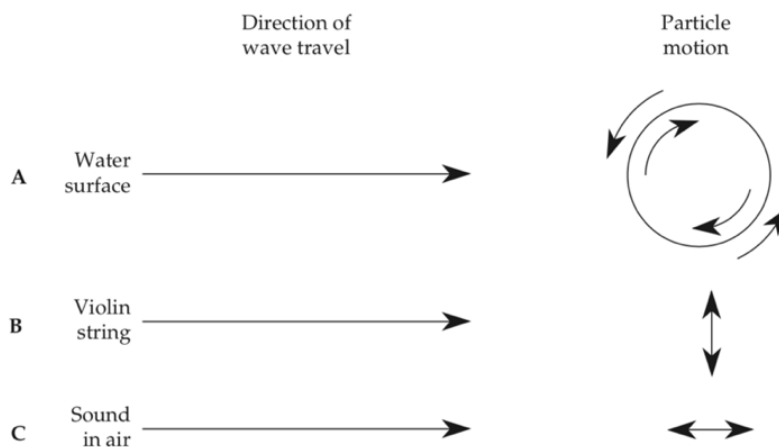 Direction of
wave travel
Particle
motion
A
Water
surface
B
Violin
string
C
Sound
in air